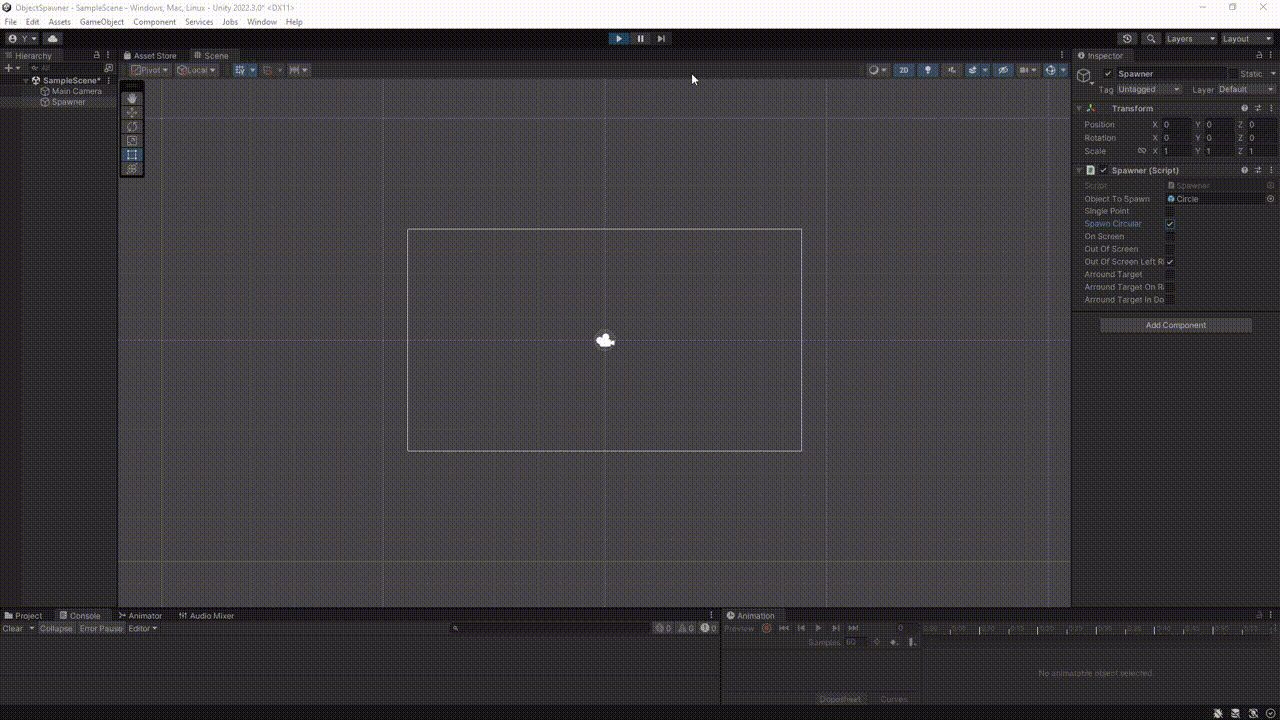 ObjectSpawner - SampleScene - Windows, Mac, Linux - Unity 2022.3.0* <DX11>
File Edit Assets GameObject Component Services Jobs Window Help
Y Layers Layout
Hierarchy Asset Store Scene Inspector
All Pivot Local 2D Spawner Static
SampleScene* Tag Untagged Layer Default
Main Camera
Spawner
Transform
Position X 0 Y 0 Z 0
Rotation X 0 Y 0 Z 0
Scale X 1 Y 1 Z 1
Spawner (Script)
Script Spawner
Object To Spawn Circle
Single Point
Spawn Circular
On Screen
Out Of Screen
Out Of Screen Left R
Arround Target
Arround Target On R
Arround Target In Do
Add Component
Project Console Animator Audio Mixer Animation
Clear Collapse Error Pause Editor 0 0 0 Preview 0
Samples 60
No animatable object selected.
Dopesheet Curves